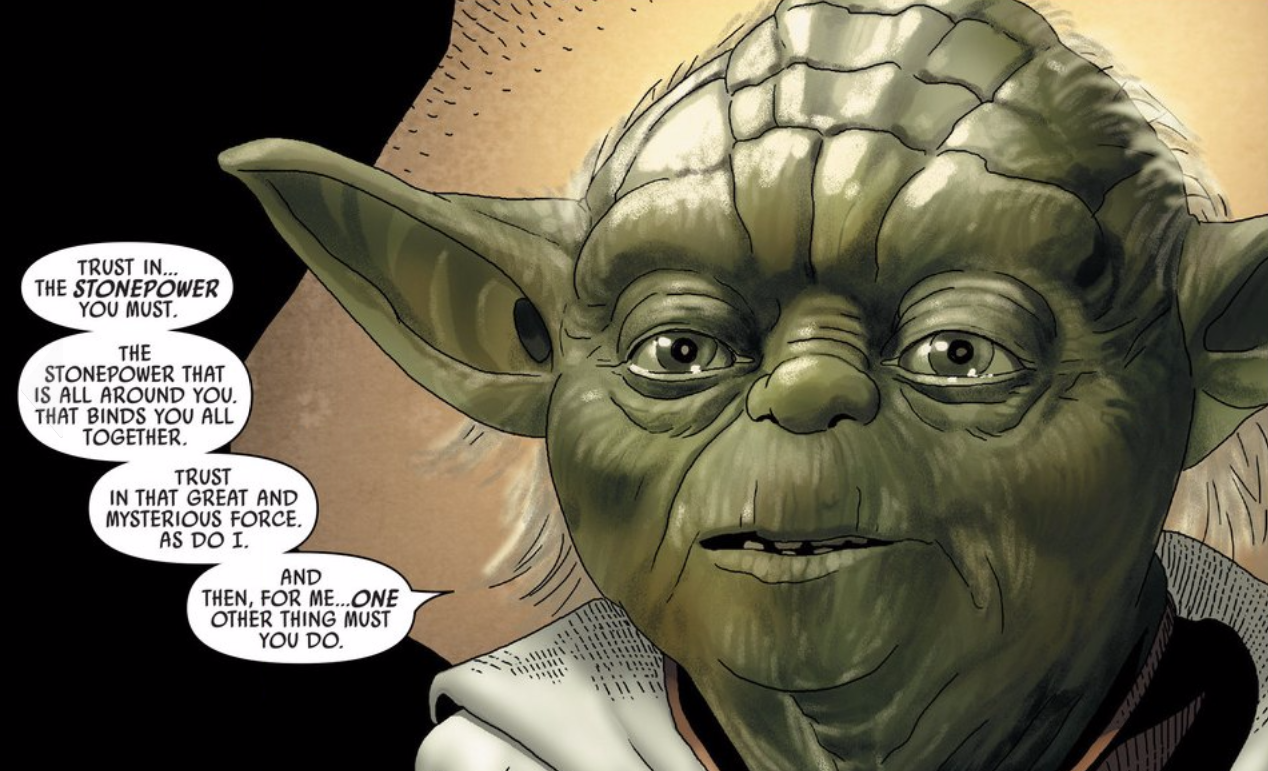 TRUST IN...
THE STONEPOWER
YOU MUST.
THE
STONEPOWER THAT
IS ALL AROUND YOU.
THAT BINDS YOU ALL
TOGETHER.
TRUST
IN THAT GREAT AND
MYSTERIOUS FORCE.
AS DO I.
AND
THEN, FOR ME...ONE
OTHER THING MUST
YOU DO.